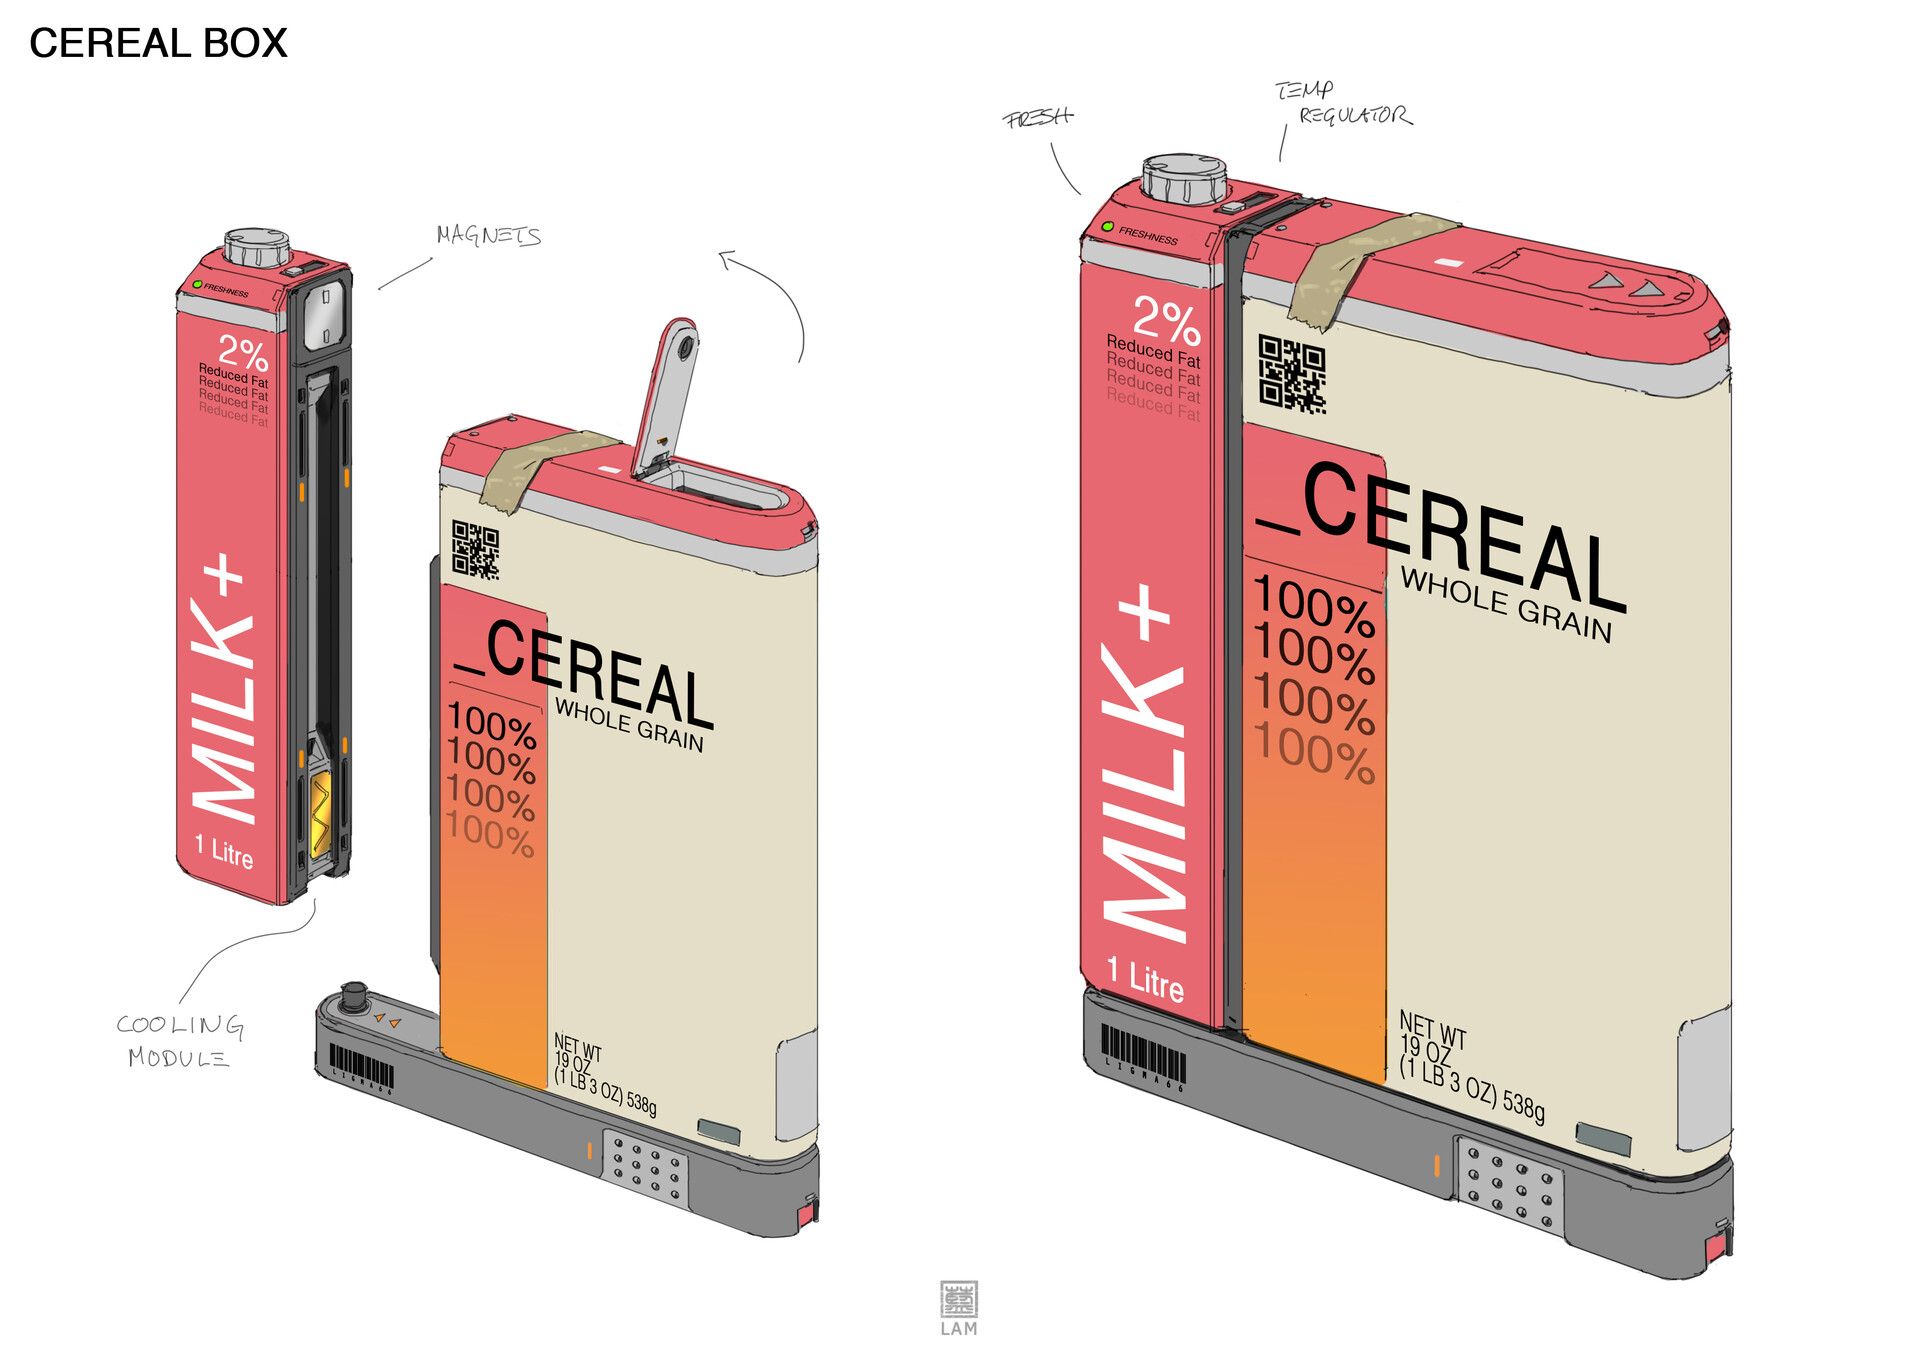 CEREAL BOX
MAGNETS
FRESHNESS
2%
Reduced Fat
Reduced Fat
Reduced Fat
Reduced Fat
MILK+
1 Litre
COOLING
MODULE
_CEREAL
WHOLE GRAIN
100%
100%
100%
100%
NET WT
19 OZ
(1 LB 3 OZ) 538g
LIGMA66
FRESH
TEMP
REGULATOR
FRESHNESS
2%
Reduced Fat
Reduced Fat
Reduced Fat
Reduced Fat
MILK+
1 Litre
_CEREAL
WHOLE GRAIN
100%
100%
100%
100%
NET WT
19 OZ
(1 LB 3 OZ) 538g
LIGMA66
LAM